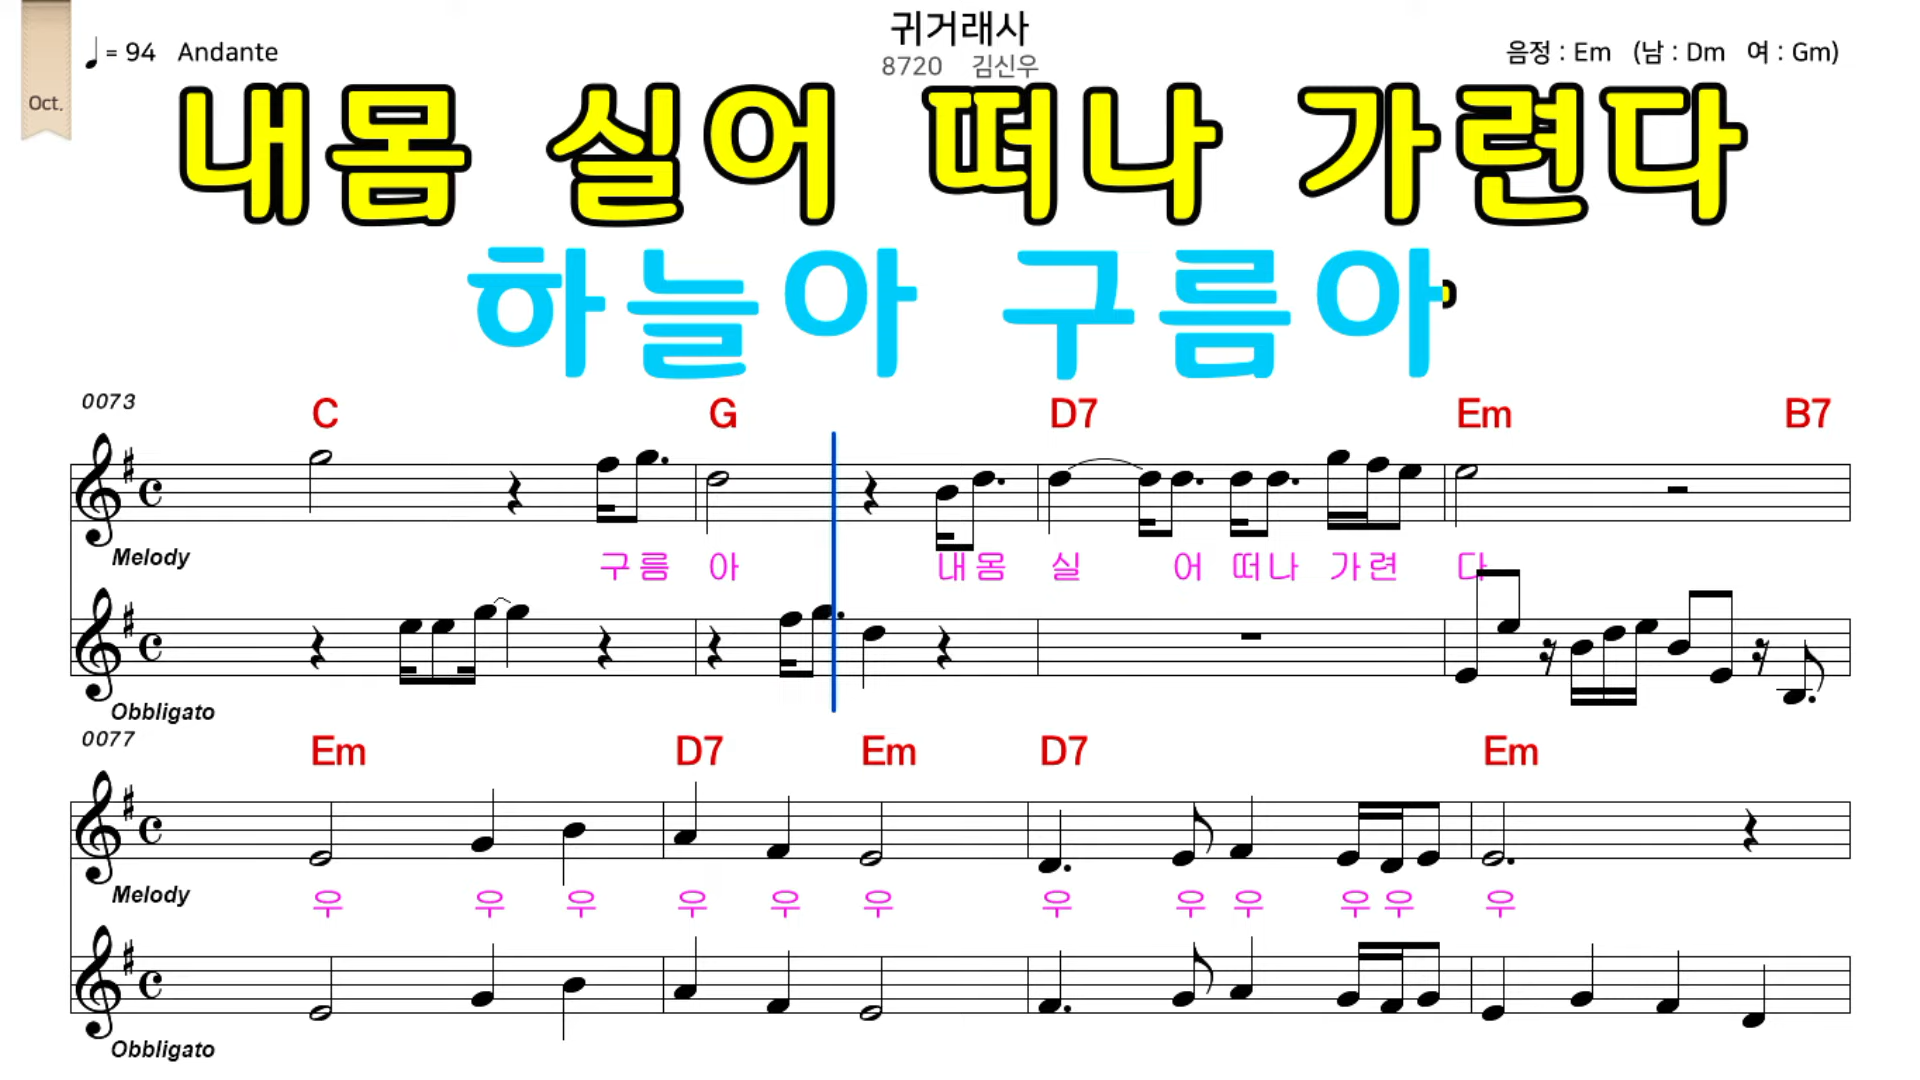 귀거래사
♩= 94 Andante
8720 김신우
음정 : Em (남 : Dm 여 : Gm)
Oct.
내몸 실어 떠나 가련다
하늘아 구름아
0073
C G D7 Em B7
Melody
구름 아 내몸 실 어 떠나 가련 다
Obbligato
0077
Em D7 Em D7 Em
Melody
우 우 우 우 우 우 우 우 우 우 우 우
Obbligato